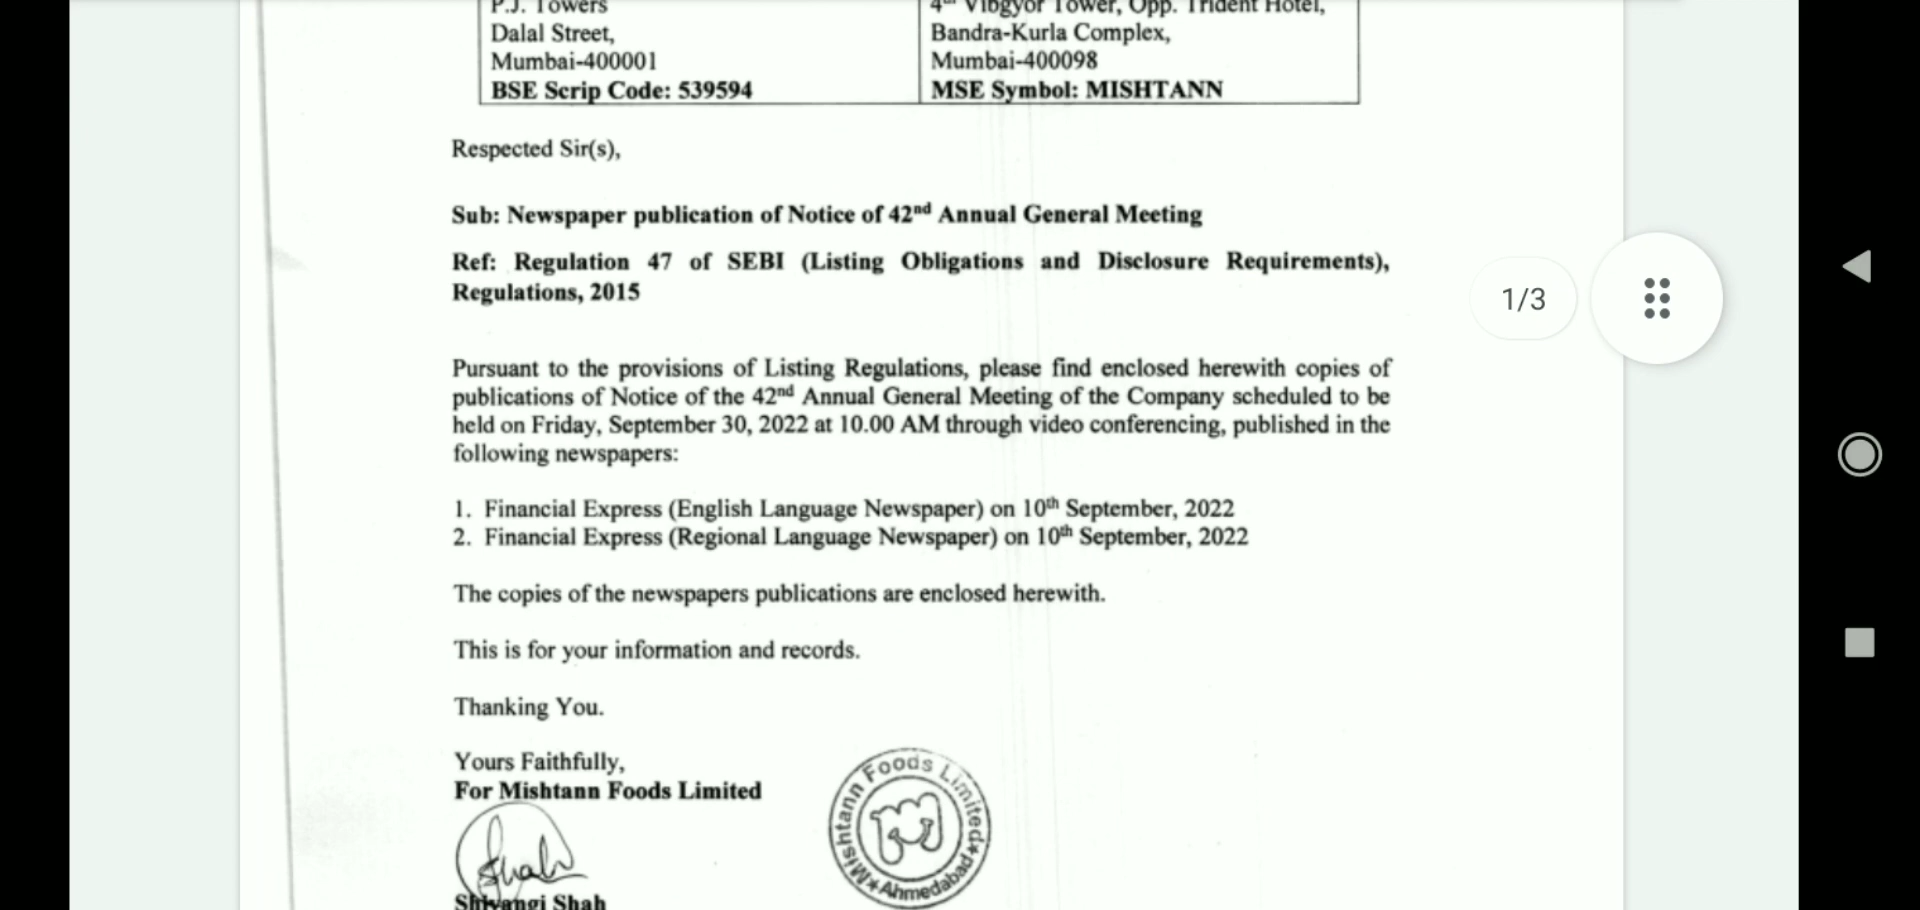 P.J. Towers
Dalal Street,
Mumbai-400001
BSE Scrip Code: 539594
4th Vibgyor Tower, Opp. Trident Hotel,
Bandra-Kurla Complex,
Mumbai-400098
MSE Symbol: MISHTANN
Respected Sir(s),
Sub: Newspaper publication of Notice of 42nd Annual General Meeting
Ref: Regulation 47 of SEBI (Listing Obligations and Disclosure Requirements),
Regulations, 2015
1/3
Pursuant to the provisions of Listing Regulations, please find enclosed herewith copies of
publications of Notice of the 42nd Annual General Meeting of the Company scheduled to be
held on Friday, September 30, 2022 at 10.00 AM through video conferencing, published in the
following newspapers:
1. Financial Express (English Language Newspaper) on 10th September, 2022
2. Financial Express (Regional Language Newspaper) on 10th September, 2022
The copies of the newspapers publications are enclosed herewith.
This is for your information and records.
Thanking You.
Yours Faithfully,
For Mishtann Foods Limited
Shah
Shivangi Shah
Mishtann Foods Limited
★Ahmedabad★